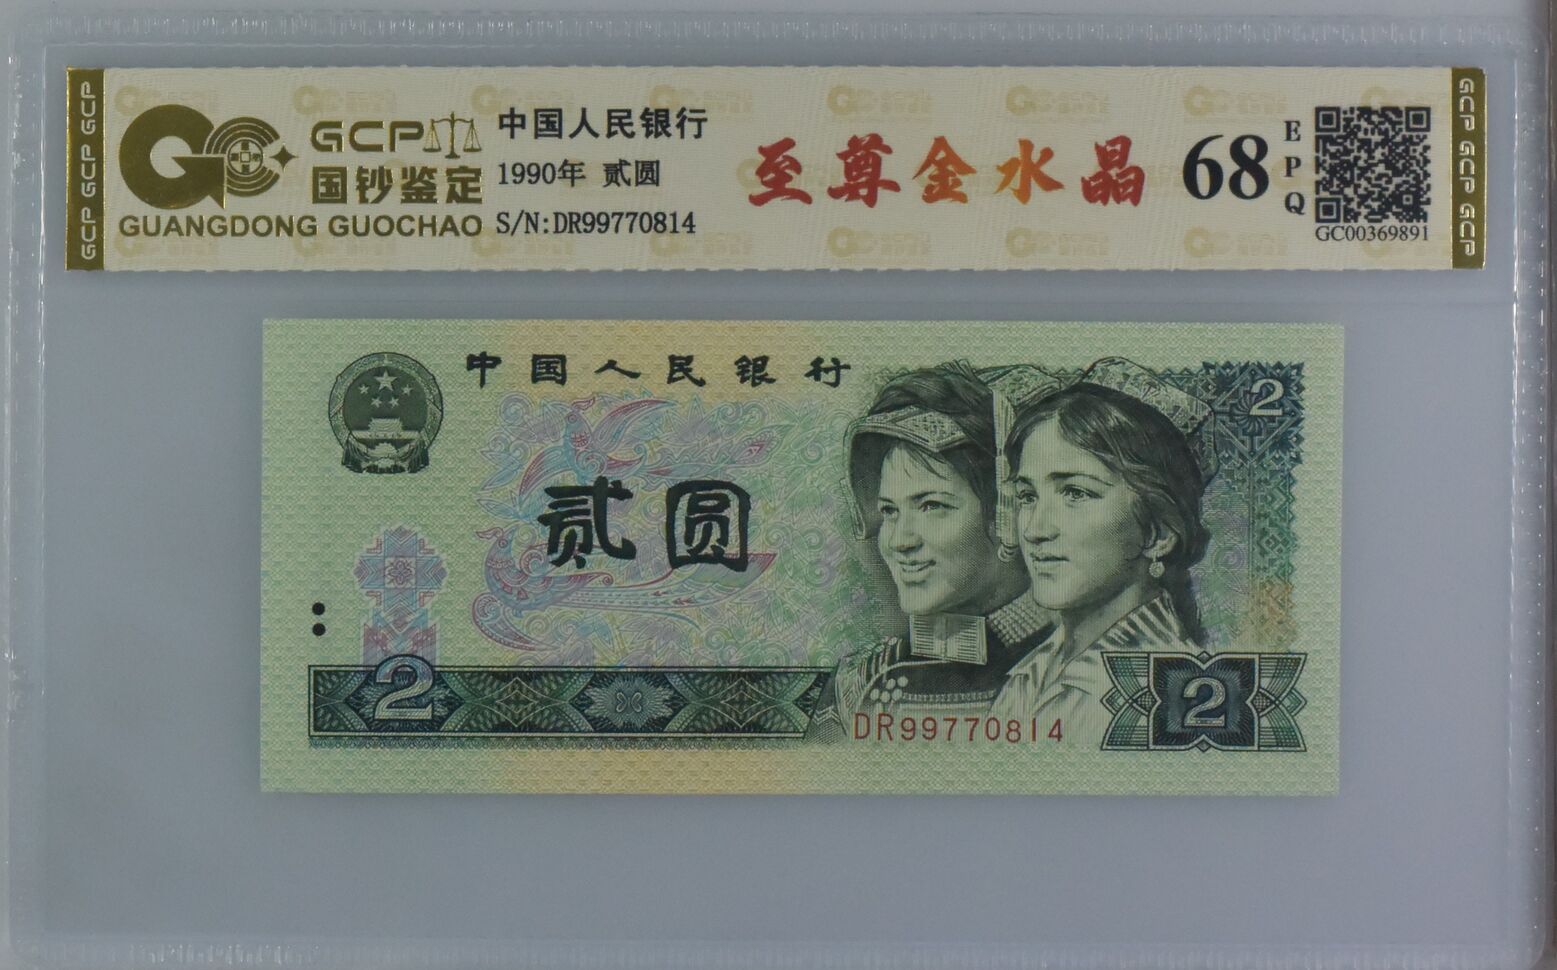 GCP GCP GCP
GCP
国钞鉴定
GUANGDONG GUOCHAO
中国人民银行
1990年 贰圆
S/N:DR99770814
至尊金水晶
68
EPQ
GC00369891
GCP GCP GCP
中国人民银行
2
贰圆
2
DR99770814
2